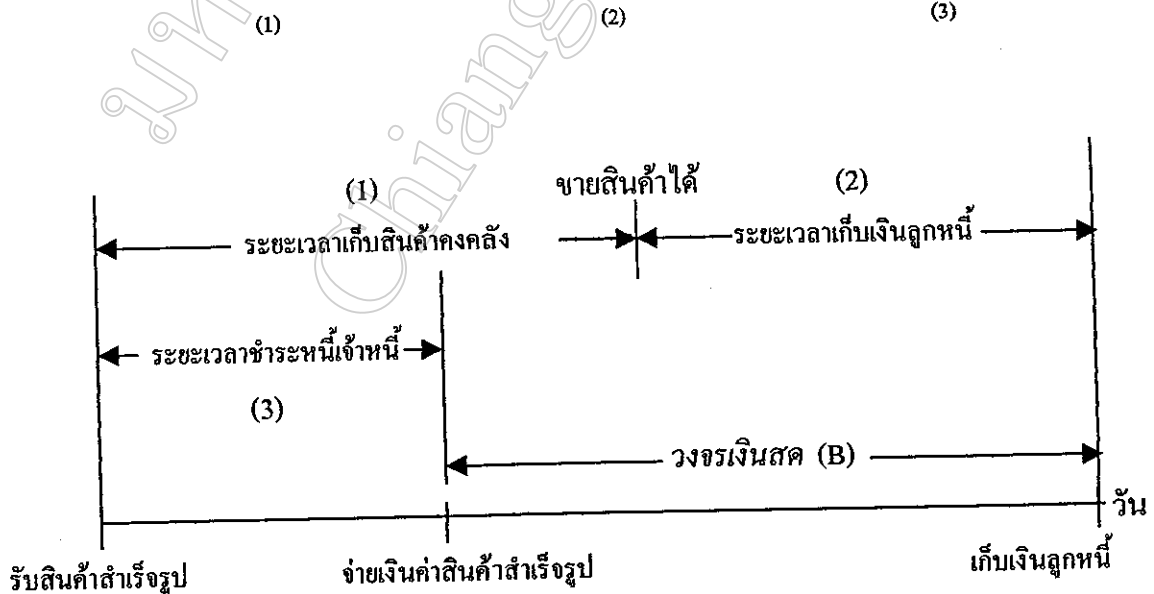 (1) (2) (3)
(1) ขายสินค้าได้ (2)
ระยะเวลาเก็บสินค้าคงคลัง ระยะเวลาเก็บเงินลูกหนี้
ระยะเวลาชำระหนี้เจ้าหนี้
(3)
วงจรเงินสด (B)
วัน
รับสินค้าสำเร็จรูป จ่ายเงินค่าสินค้าสำเร็จรูป เก็บเงินลูกหนี้
Chiang